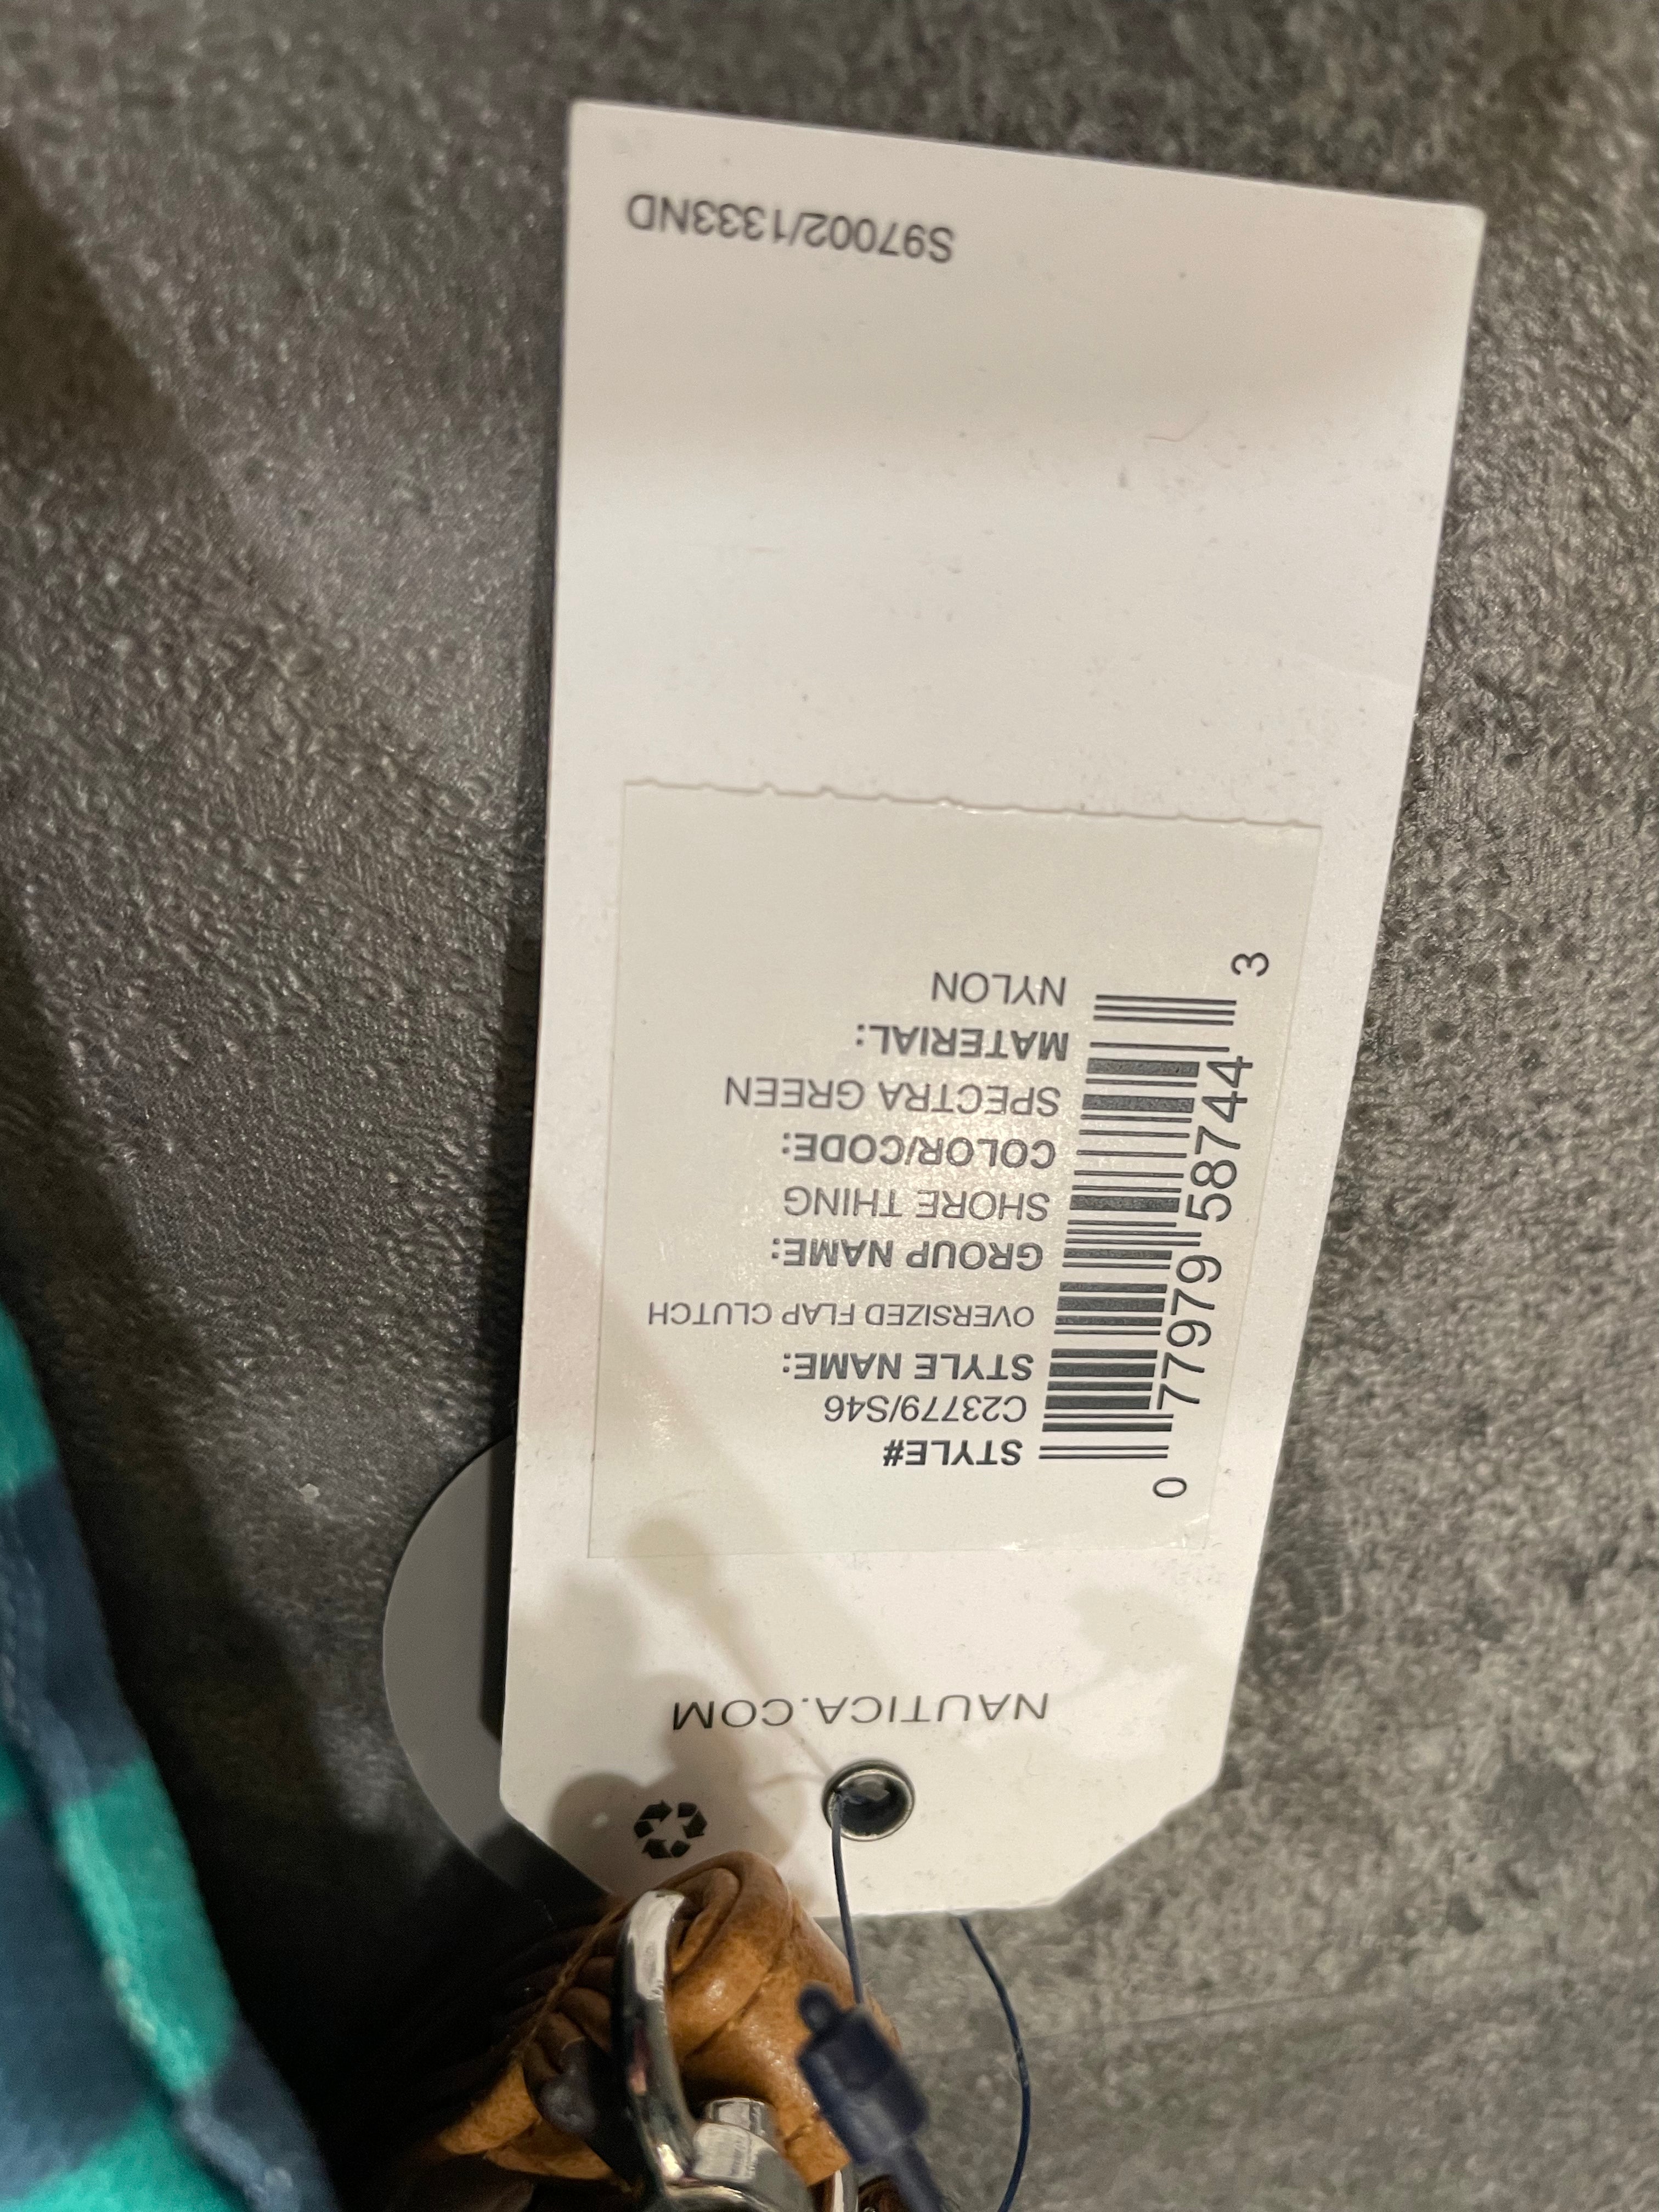 NAUTICA.COM
STYLE#
C23779/S46
STYLE NAME:
OVERSIZED FLAP CLUTCH
GROUP NAME:
SHORE THING
COLOR/CODE:
SPECTRA GREEN
MATERIAL:
NYLON
0 77979 58744 3
S97002/1333ND